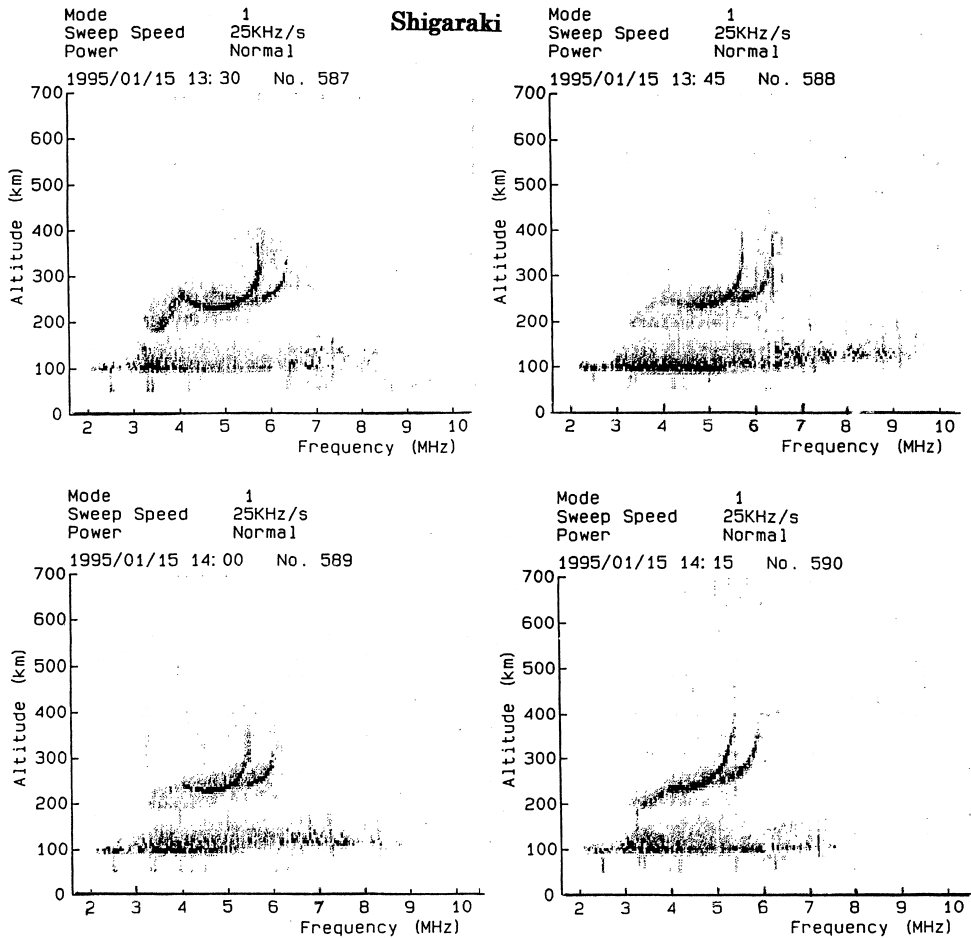 Shigaraki
Mode 1
Sweep Speed 25KHz/s
Power Normal
1995/01/15 13:30 No. 587
700
600
500
400
300
200
100
0
Altitude (km)
2 3 4 5 6 7 8 9 10
Frequency (MHz)
Mode 1
Sweep Speed 25KHz/s
Power Normal
1995/01/15 13:45 No. 588
700
600
500
400
300
200
100
0
Altitude (km)
2 3 4 5 6 7 8 9 10
Frequency (MHz)
Mode 1
Sweep Speed 25KHz/s
Power Normal
1995/01/15 14:00 No. 589
700
600
500
400
300
200
100
0
Altitude (km)
2 3 4 5 6 7 8 9 10
Frequency (MHz)
Mode 1
Sweep Speed 25KHz/s
Power Normal
1995/01/15 14:15 No. 590
700
600
500
400
300
200
100
0
Altitude (km)
2 3 4 5 6 7 8 9 10
Frequency (MHz)